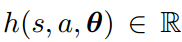 h(s, a, 𝜽) ∈ ℝ